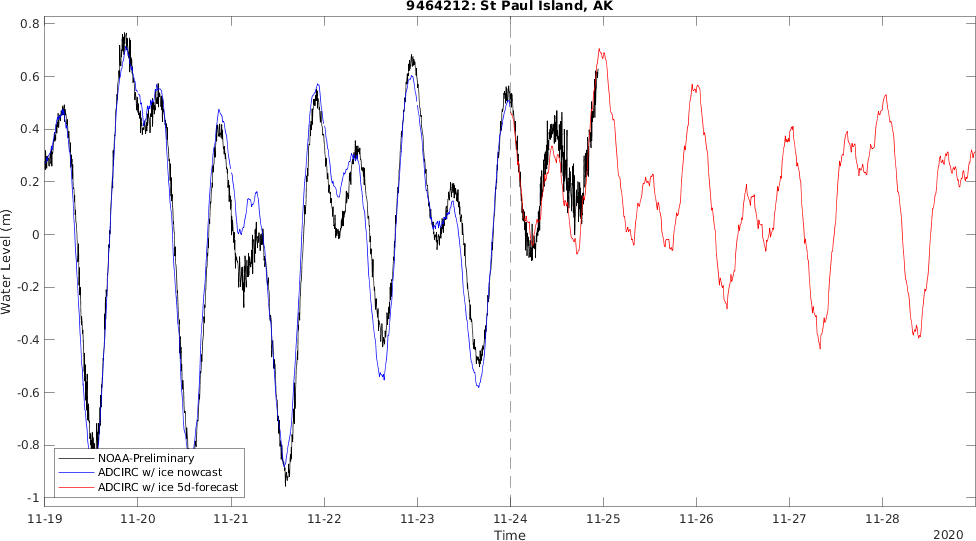 9464212: St Paul Island, AK
0.8
0.6
0.4
0.2
0
-0.2
-0.4
-0.6
-0.8
-1
Water Level (m)
NOAA-Preliminary
ADCIRC w/ ice nowcast
ADCIRC w/ ice 5d-forecast
11-19 11-20 11-21 11-22 11-23 11-24 11-25 11-26 11-27 11-28
Time
2020